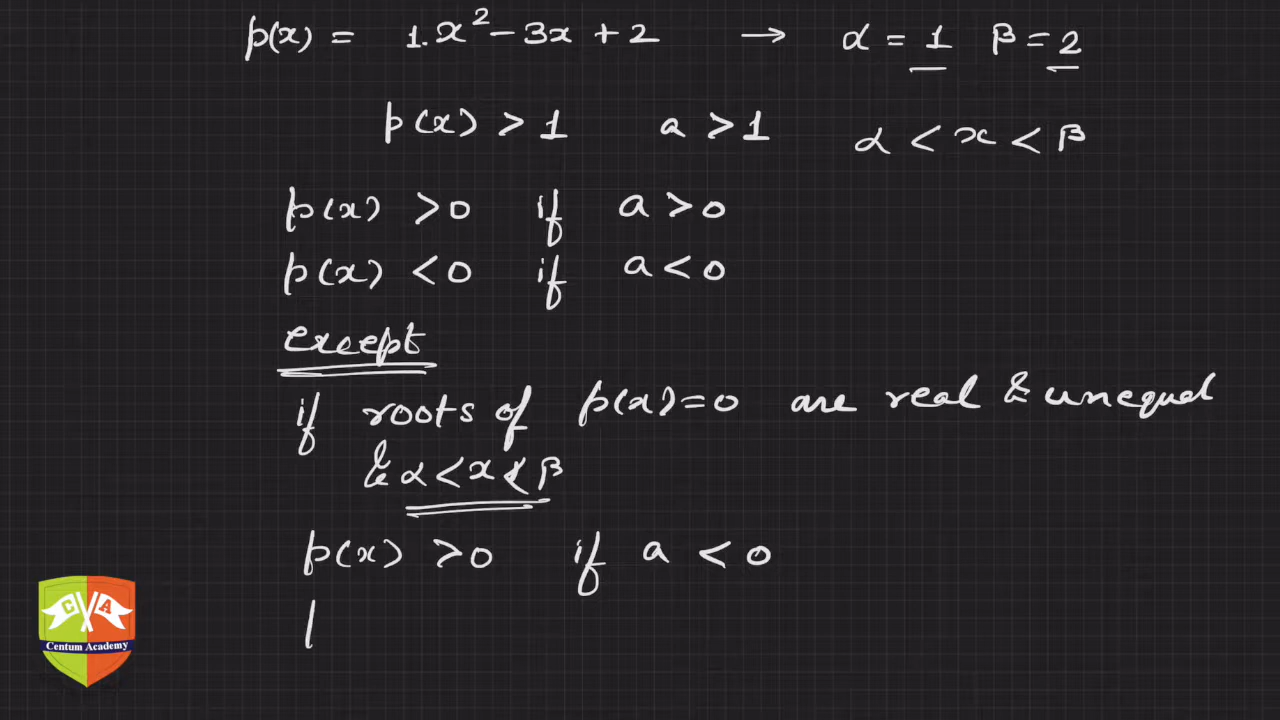 p(x) = 1.x² - 3x + 2 → α = 1 β = 2
p(x) > 1 a > 1 α < x < β
p(x) > 0 if a > 0
p(x) < 0 if a < 0
Except
if roots of p(x) = 0 are real & unequal
& α < x < β
p(x) > 0 if a < 0
C A
Centum Academy